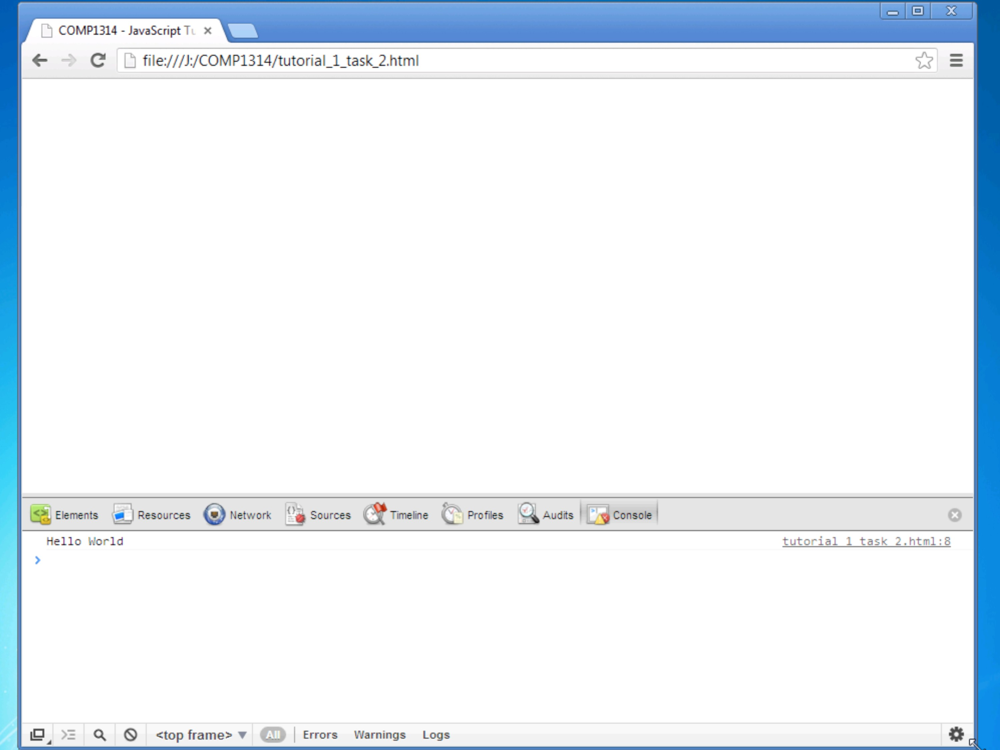 COMP1314 - JavaScript Tu
file:///J:/COMP1314/tutorial_1_task_2.html
Elements Resources Network Sources Timeline Profiles Audits Console
Hello World tutorial_1_task_2.html:8
<top frame> All Errors Warnings Logs